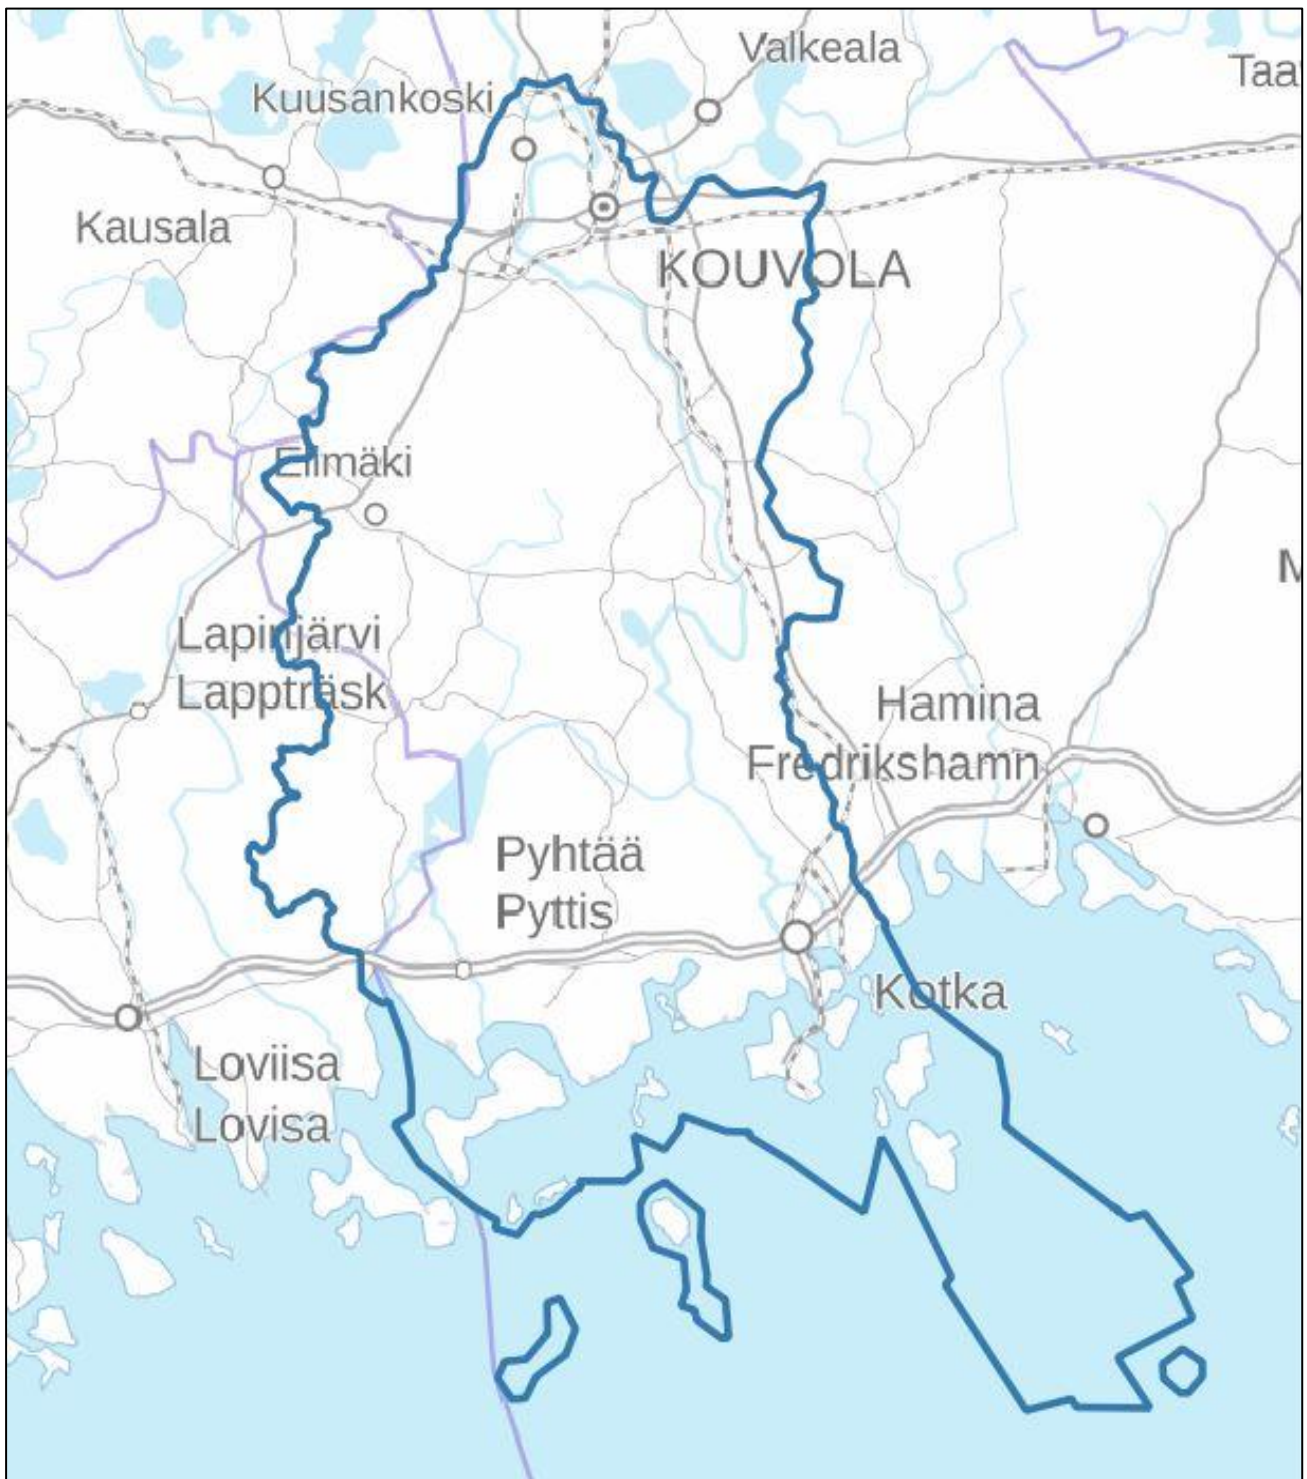 Valkeala
Taa
Kuusankoski
Kausala
KOUVOLA
Elimäki
M
Lapinjärvi
Lappträsk
Hamina
Fredrikshamn
Pyhtää
Pyttis
Kotka
Loviisa
Lovisa